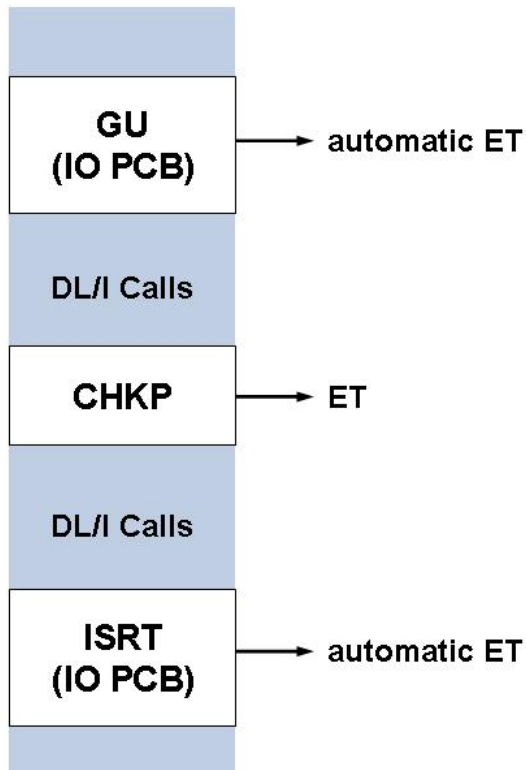 GU
(IO PCB)
automatic ET
DL/I Calls
CHKP
ET
DL/I Calls
ISRT
(IO PCB)
automatic ET